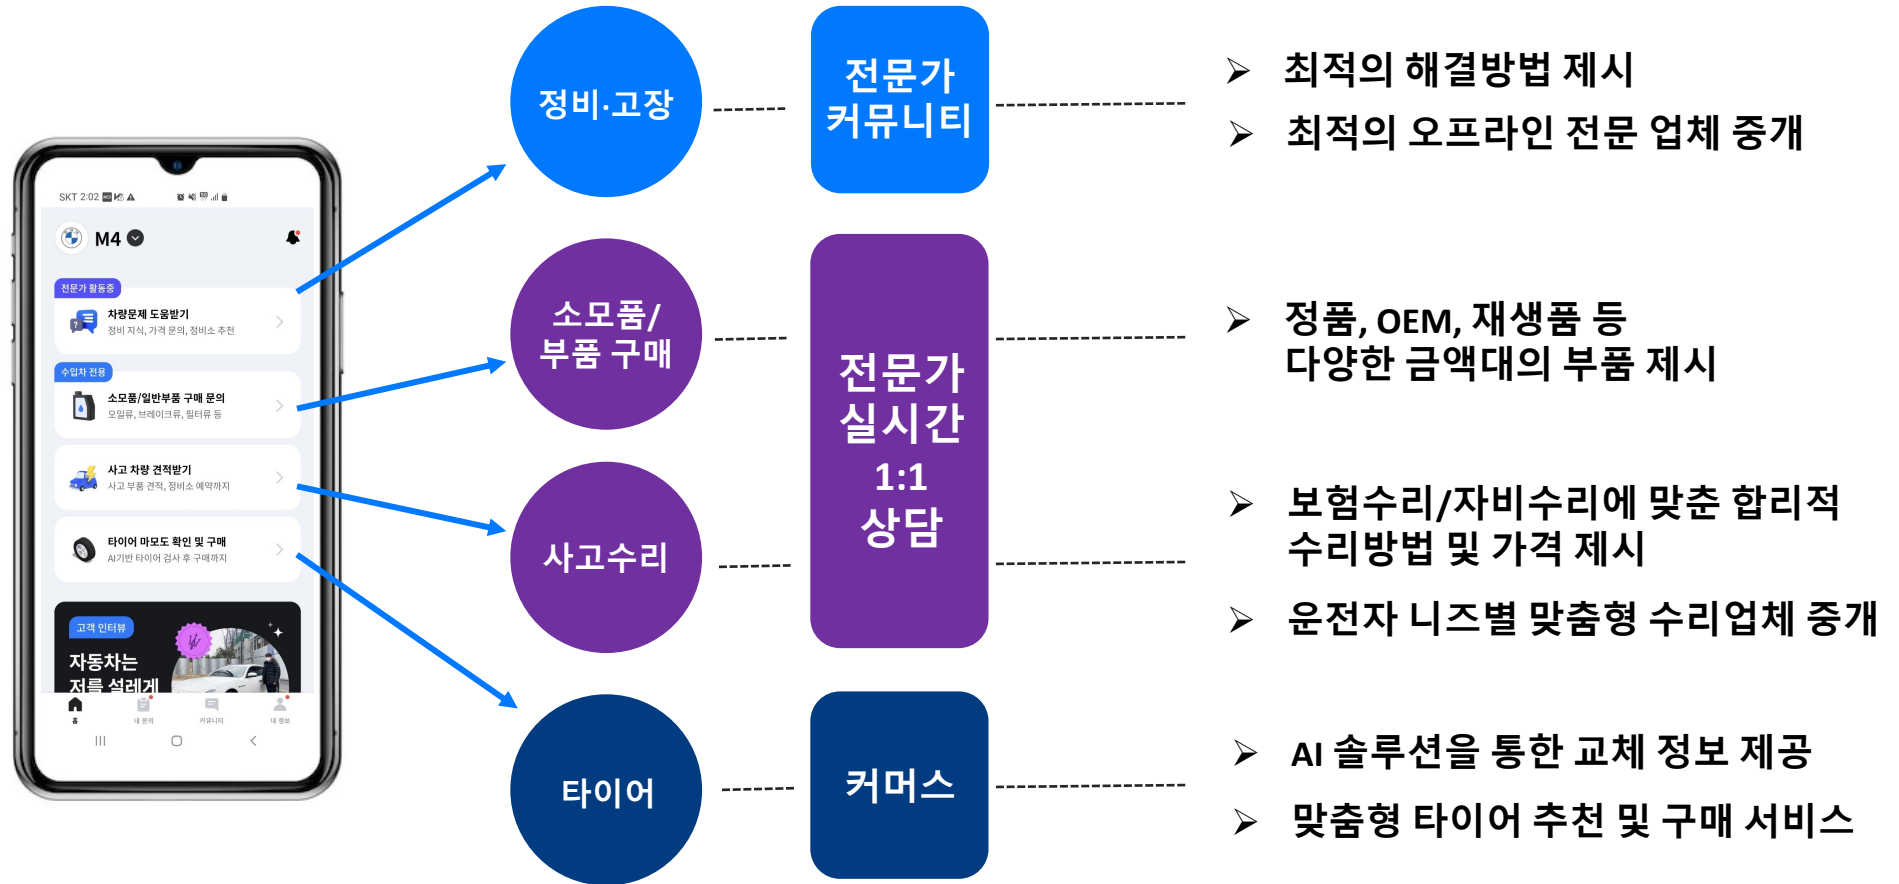 SKT 2:02
M4
전문가 활동중
차량문제 도움받기
정비 지식, 가격 문의, 정비소 추천
수입차 전용
소모품/일반부품 구매 문의
오일류, 브레이크류, 필터류 등
사고 차량 견적받기
사고 부품 견적, 정비소 예약까지
타이어 마모도 확인 및 구매
AI기반 타이어 검사 후 구매까지
고객 인터뷰
자동차는
저를 설레게
홈
내 문의
커뮤니티
내 정보
정비·고장
전문가
커뮤니티
➢ 최적의 해결방법 제시
➢ 최적의 오프라인 전문 업체 중개
소모품/
부품 구매
사고수리
전문가
실시간
1:1
상담
➢ 정품, OEM, 재생품 등
다양한 금액대의 부품 제시
➢ 보험수리/자비수리에 맞춘 합리적
수리방법 및 가격 제시
➢ 운전자 니즈별 맞춤형 수리업체 중개
타이어
커머스
➢ AI 솔루션을 통한 교체 정보 제공
➢ 맞춤형 타이어 추천 및 구매 서비스